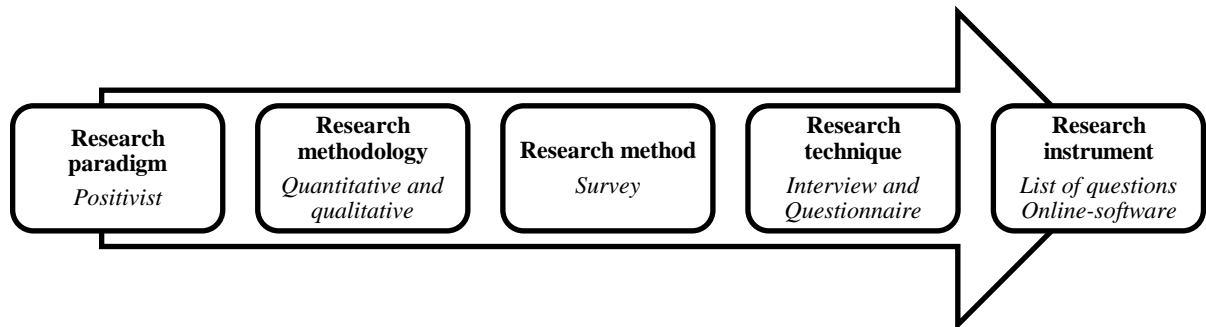 Research
paradigm
Positivist
Research
methodology
Quantitative and
qualitative
Research method
Survey
Research
technique
Interview and
Questionnaire
Research
instrument
List of questions
Online-software